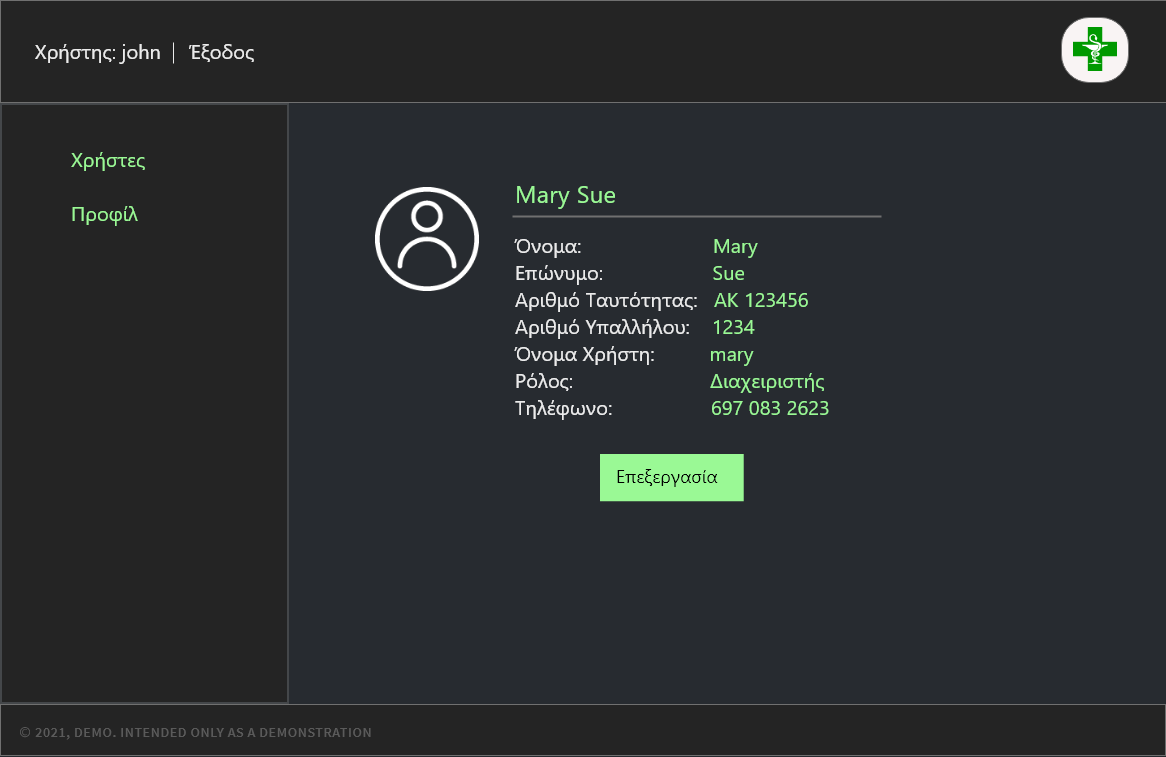 Χρήστης: john | Έξοδος
Χρήστες
Προφίλ
Mary Sue
Όνομα: Mary
Επώνυμο: Sue
Αριθμό Ταυτότητας: ΑΚ 123456
Αριθμό Υπαλλήλου: 1234
Όνομα Χρήστη: mary
Ρόλος: Διαχειριστής
Τηλέφωνο: 697 083 2623
Επεξεργασία
© 2021, DEMO. INTENDED ONLY AS A DEMONSTRATION